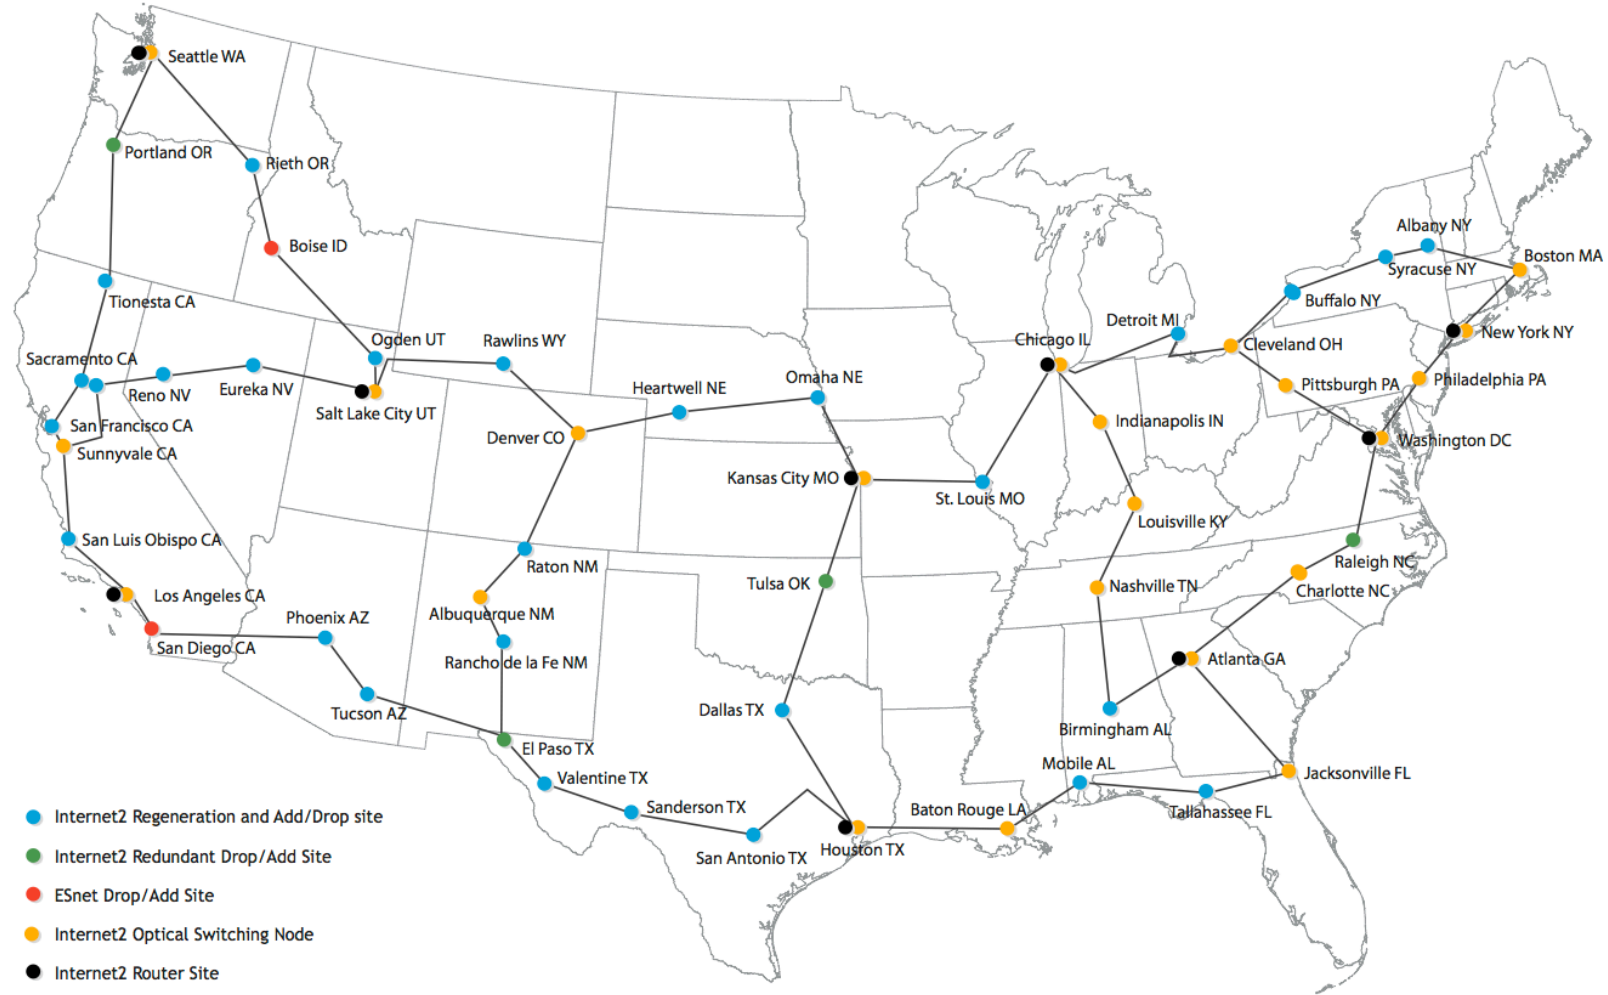 Seattle WA
Portland OR
Rieth OR
Boise ID
Albany NY
Boston MA
Syracuse NY
Tionesta CA
Buffalo NY
Detroit MI
New York NY
Ogden UT
Rawlins WY
Chicago IL
Cleveland OH
Sacramento CA
Reno NV
Eureka NV
Heartwell NE
Omaha NE
Pittsburgh PA
Philadelphia PA
Salt Lake City UT
San Francisco CA
Indianapolis IN
Denver CO
Washington DC
Sunnyvale CA
Kansas City MO
St. Louis MO
Louisville KY
San Luis Obispo CA
Raton NM
Raleigh NC
Tulsa OK
Nashville TN
Charlotte NC
Los Angeles CA
Albuquerque NM
Phoenix AZ
San Diego CA
Rancho de la Fe NM
Atlanta GA
Tucson AZ
Dallas TX
Birmingham AL
El Paso TX
Mobile AL
Jacksonville FL
Valentine TX
Sanderson TX
Baton Rouge LA
Tallahassee FL
San Antonio TX
Houston TX
Internet2 Regeneration and Add/Drop site
Internet2 Redundant Drop/Add Site
ESnet Drop/Add Site
Internet2 Optical Switching Node
Internet2 Router Site